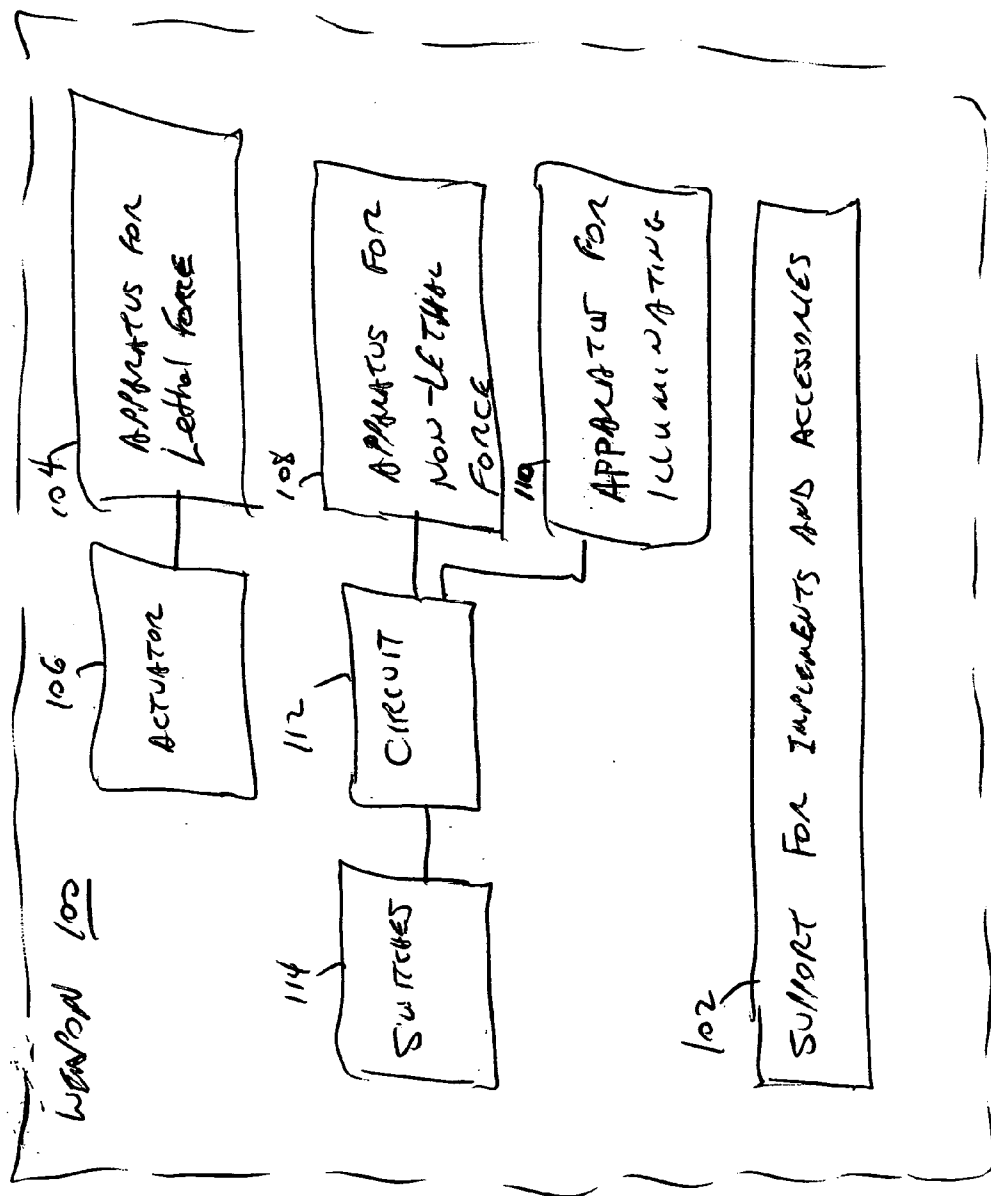 WEAPON 100
106
ACTUATOR
104
APPARATUS FOR
Lethal Force
114
SWITCHES
112
CIRCUIT
108
APPARATUS FOR
NON-LETHAL
FORCE
110
APPARATUS FOR
ILLUMINATING
102
SUPPORT FOR IMPLEMENTS AND ACCESSORIES